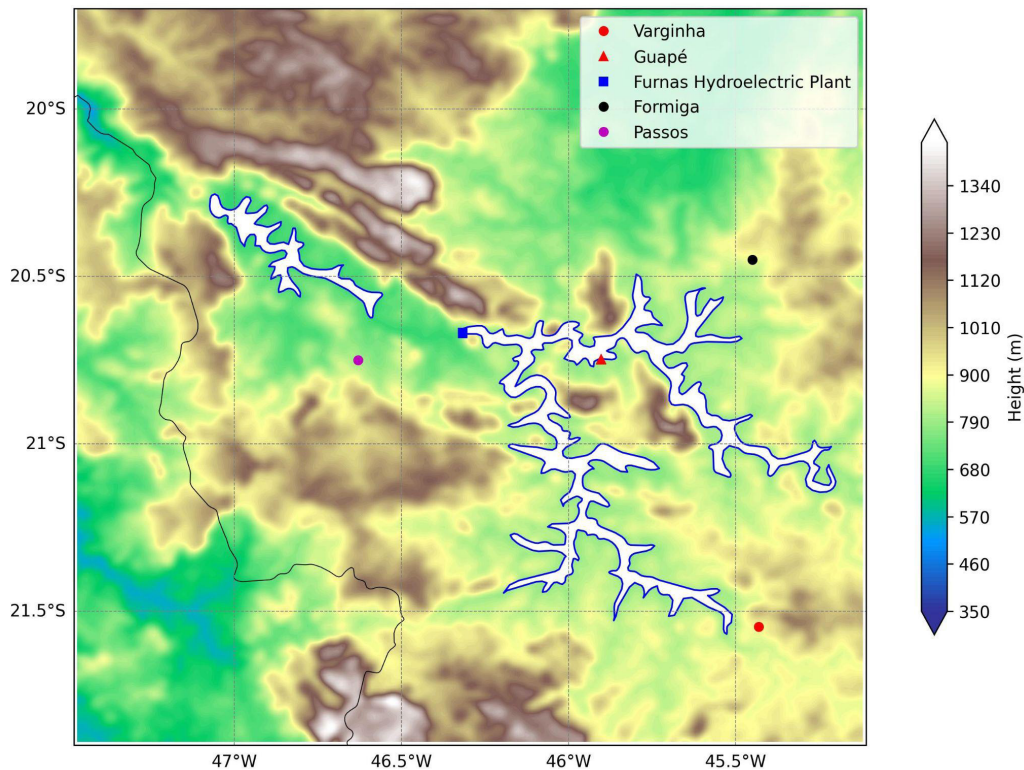 Varginha
Guapé
Furnas Hydroelectric Plant
Formiga
Passos
20°S
20.5°S
21°S
21.5°S
47°W
46.5°W
46°W
45.5°W
1340
1230
1120
1010
900
790
680
570
460
350
Height (m)